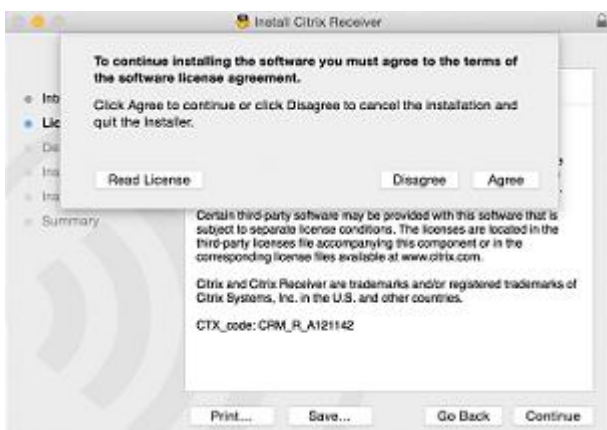 Install Citrix Receiver
To continue installing the software you must agree to the terms of
the software license agreement.
Click Agree to continue or click Disagree to cancel the installation and
quit the Installer.
Read License
Disagree
Agree
Int
Lic
De
Ins
Ins
Summary
Certain third-party software may be provided with this software that is
subject to separate license conditions. The licenses are located in the
third-party licenses file accompanying this component or in the
corresponding license files available at www.citrix.com.
Citrix and Citrix Receiver are trademarks and/or registered trademarks of
Citrix Systems, Inc. in the U.S. and other countries.
CTX_code: CRM_R_A121142
Print...
Save...
Go Back
Continue